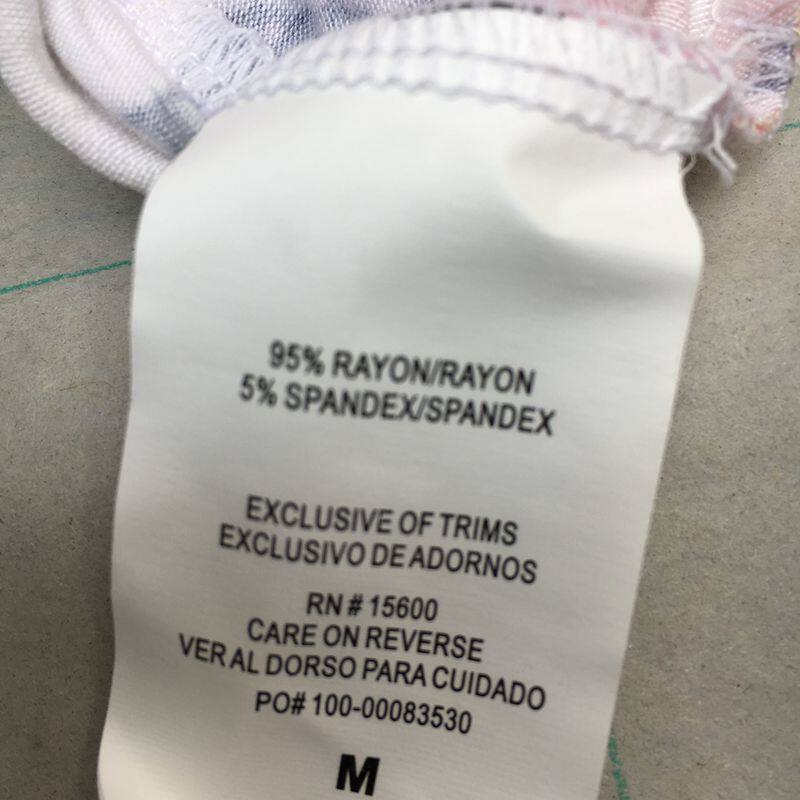 95% RAYON/RAYON
5% SPANDEX/SPANDEX
EXCLUSIVE OF TRIMS
EXCLUSIVO DE ADORNOS
RN # 15600
CARE ON REVERSE
VER AL DORSO PARA CUIDADO
PO# 100-00083530
M